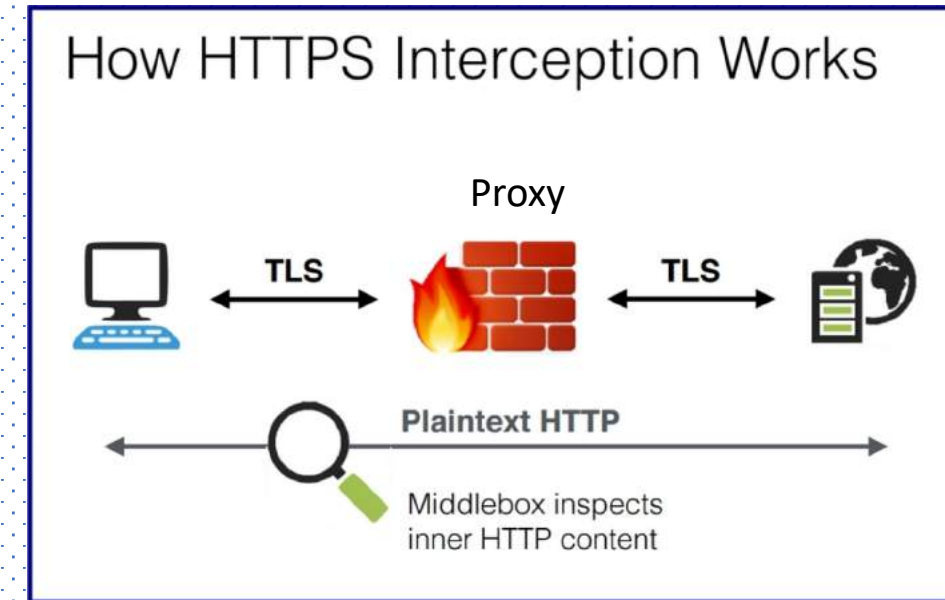 How HTTPS Interception Works
Proxy
TLS
TLS
Plaintext HTTP
Middlebox inspects
inner HTTP content